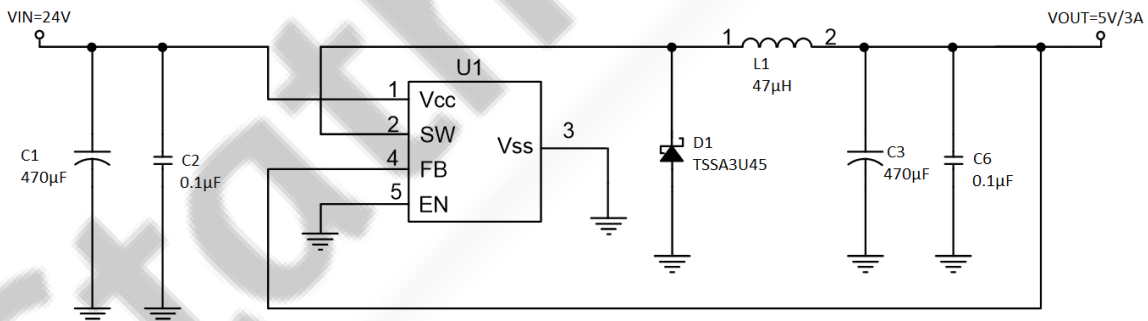 VIN=24V
VOUT=5V/3A
U1
1 Vcc
2 SW
4 FB
5 EN
Vss 3
1 2
L1
47μH
C1
470μF
C2
0.1μF
D1
TSSA3U45
C3
470μF
C6
0.1μF